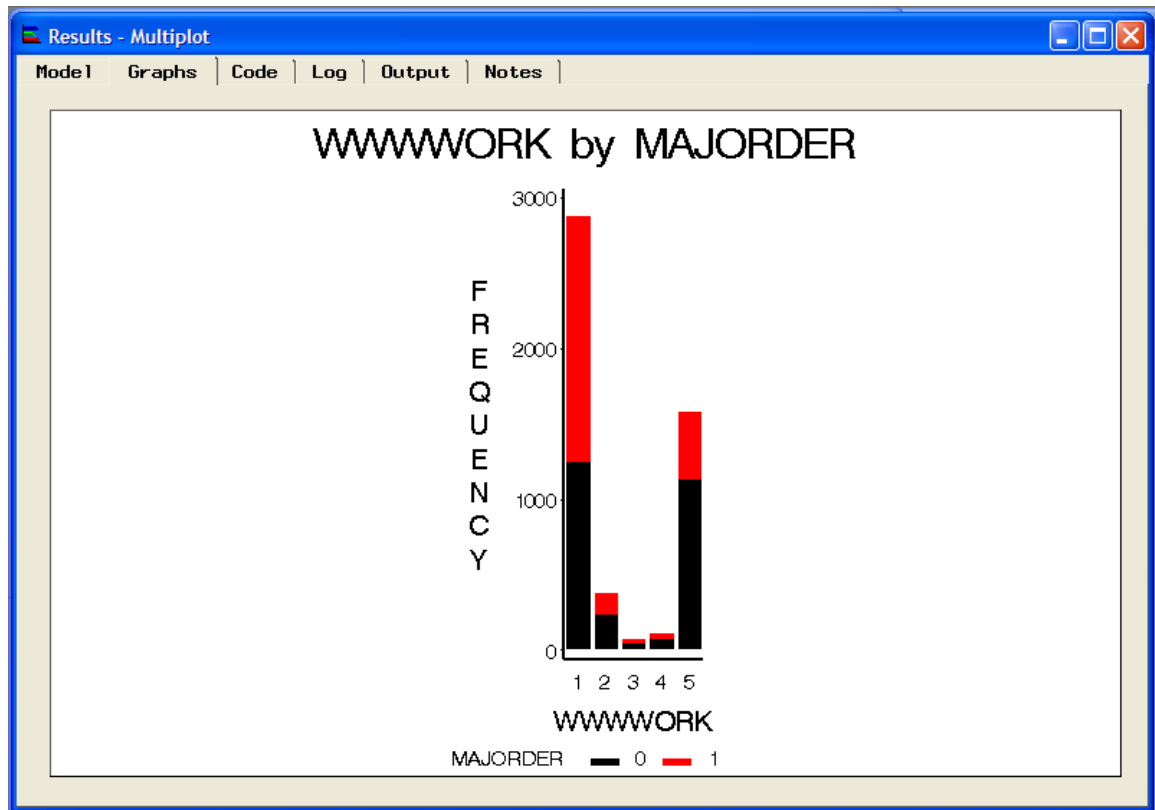 Results - Multiplot
Model Graphs Code Log Output Notes
WWWWORK by MAJORDER
FREQUENCY
3000
2000
1000
0
1 2 3 4 5
WWWWORK
MAJORDER 0 1